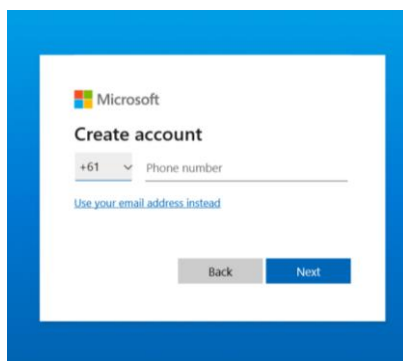 Microsoft
Create account
+61 Phone number
Use your email address instead
Back Next